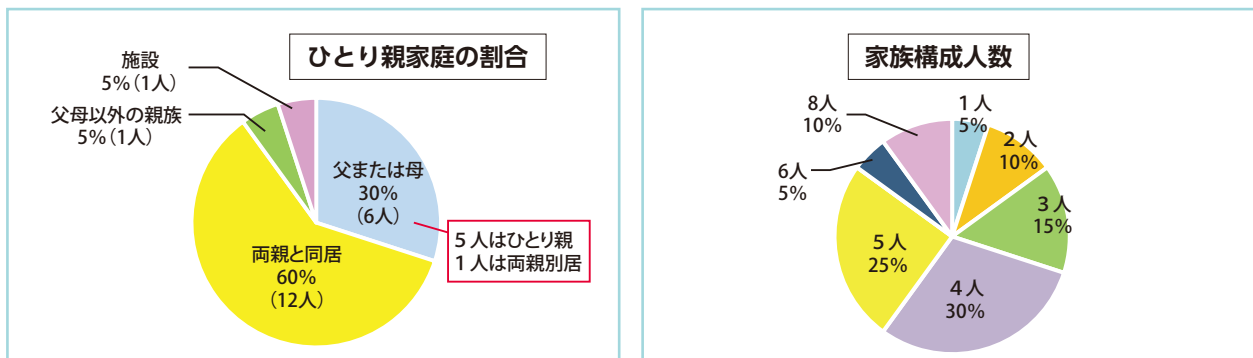 ひとり親家庭の割合
施設
5%(1人)
父母以外の親族
5%(1人)
父または母
30%
(6人)
5人はひとり親
1人は両親別居
両親と同居
60%
(12人)
家族構成人数
1人
5%
2人
10%
3人
15%
4人
30%
5人
25%
6人
5%
8人
10%